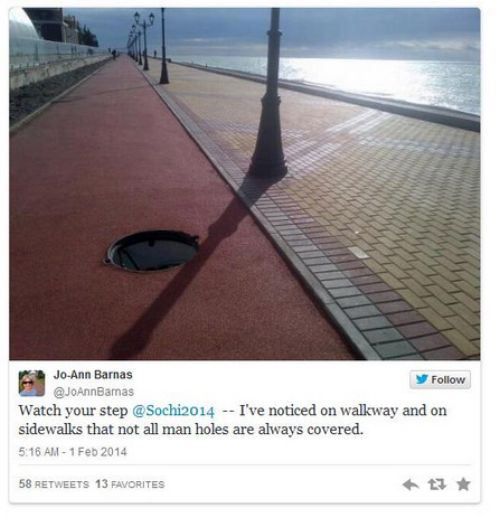 Jo-Ann Barnas
@JoAnnBarnas
Follow
Watch your step @Sochi2014 -- I've noticed on walkway and on
sidewalks that not all man holes are always covered.
5:16 AM - 1 Feb 2014
58 RETWEETS 13 FAVORITES